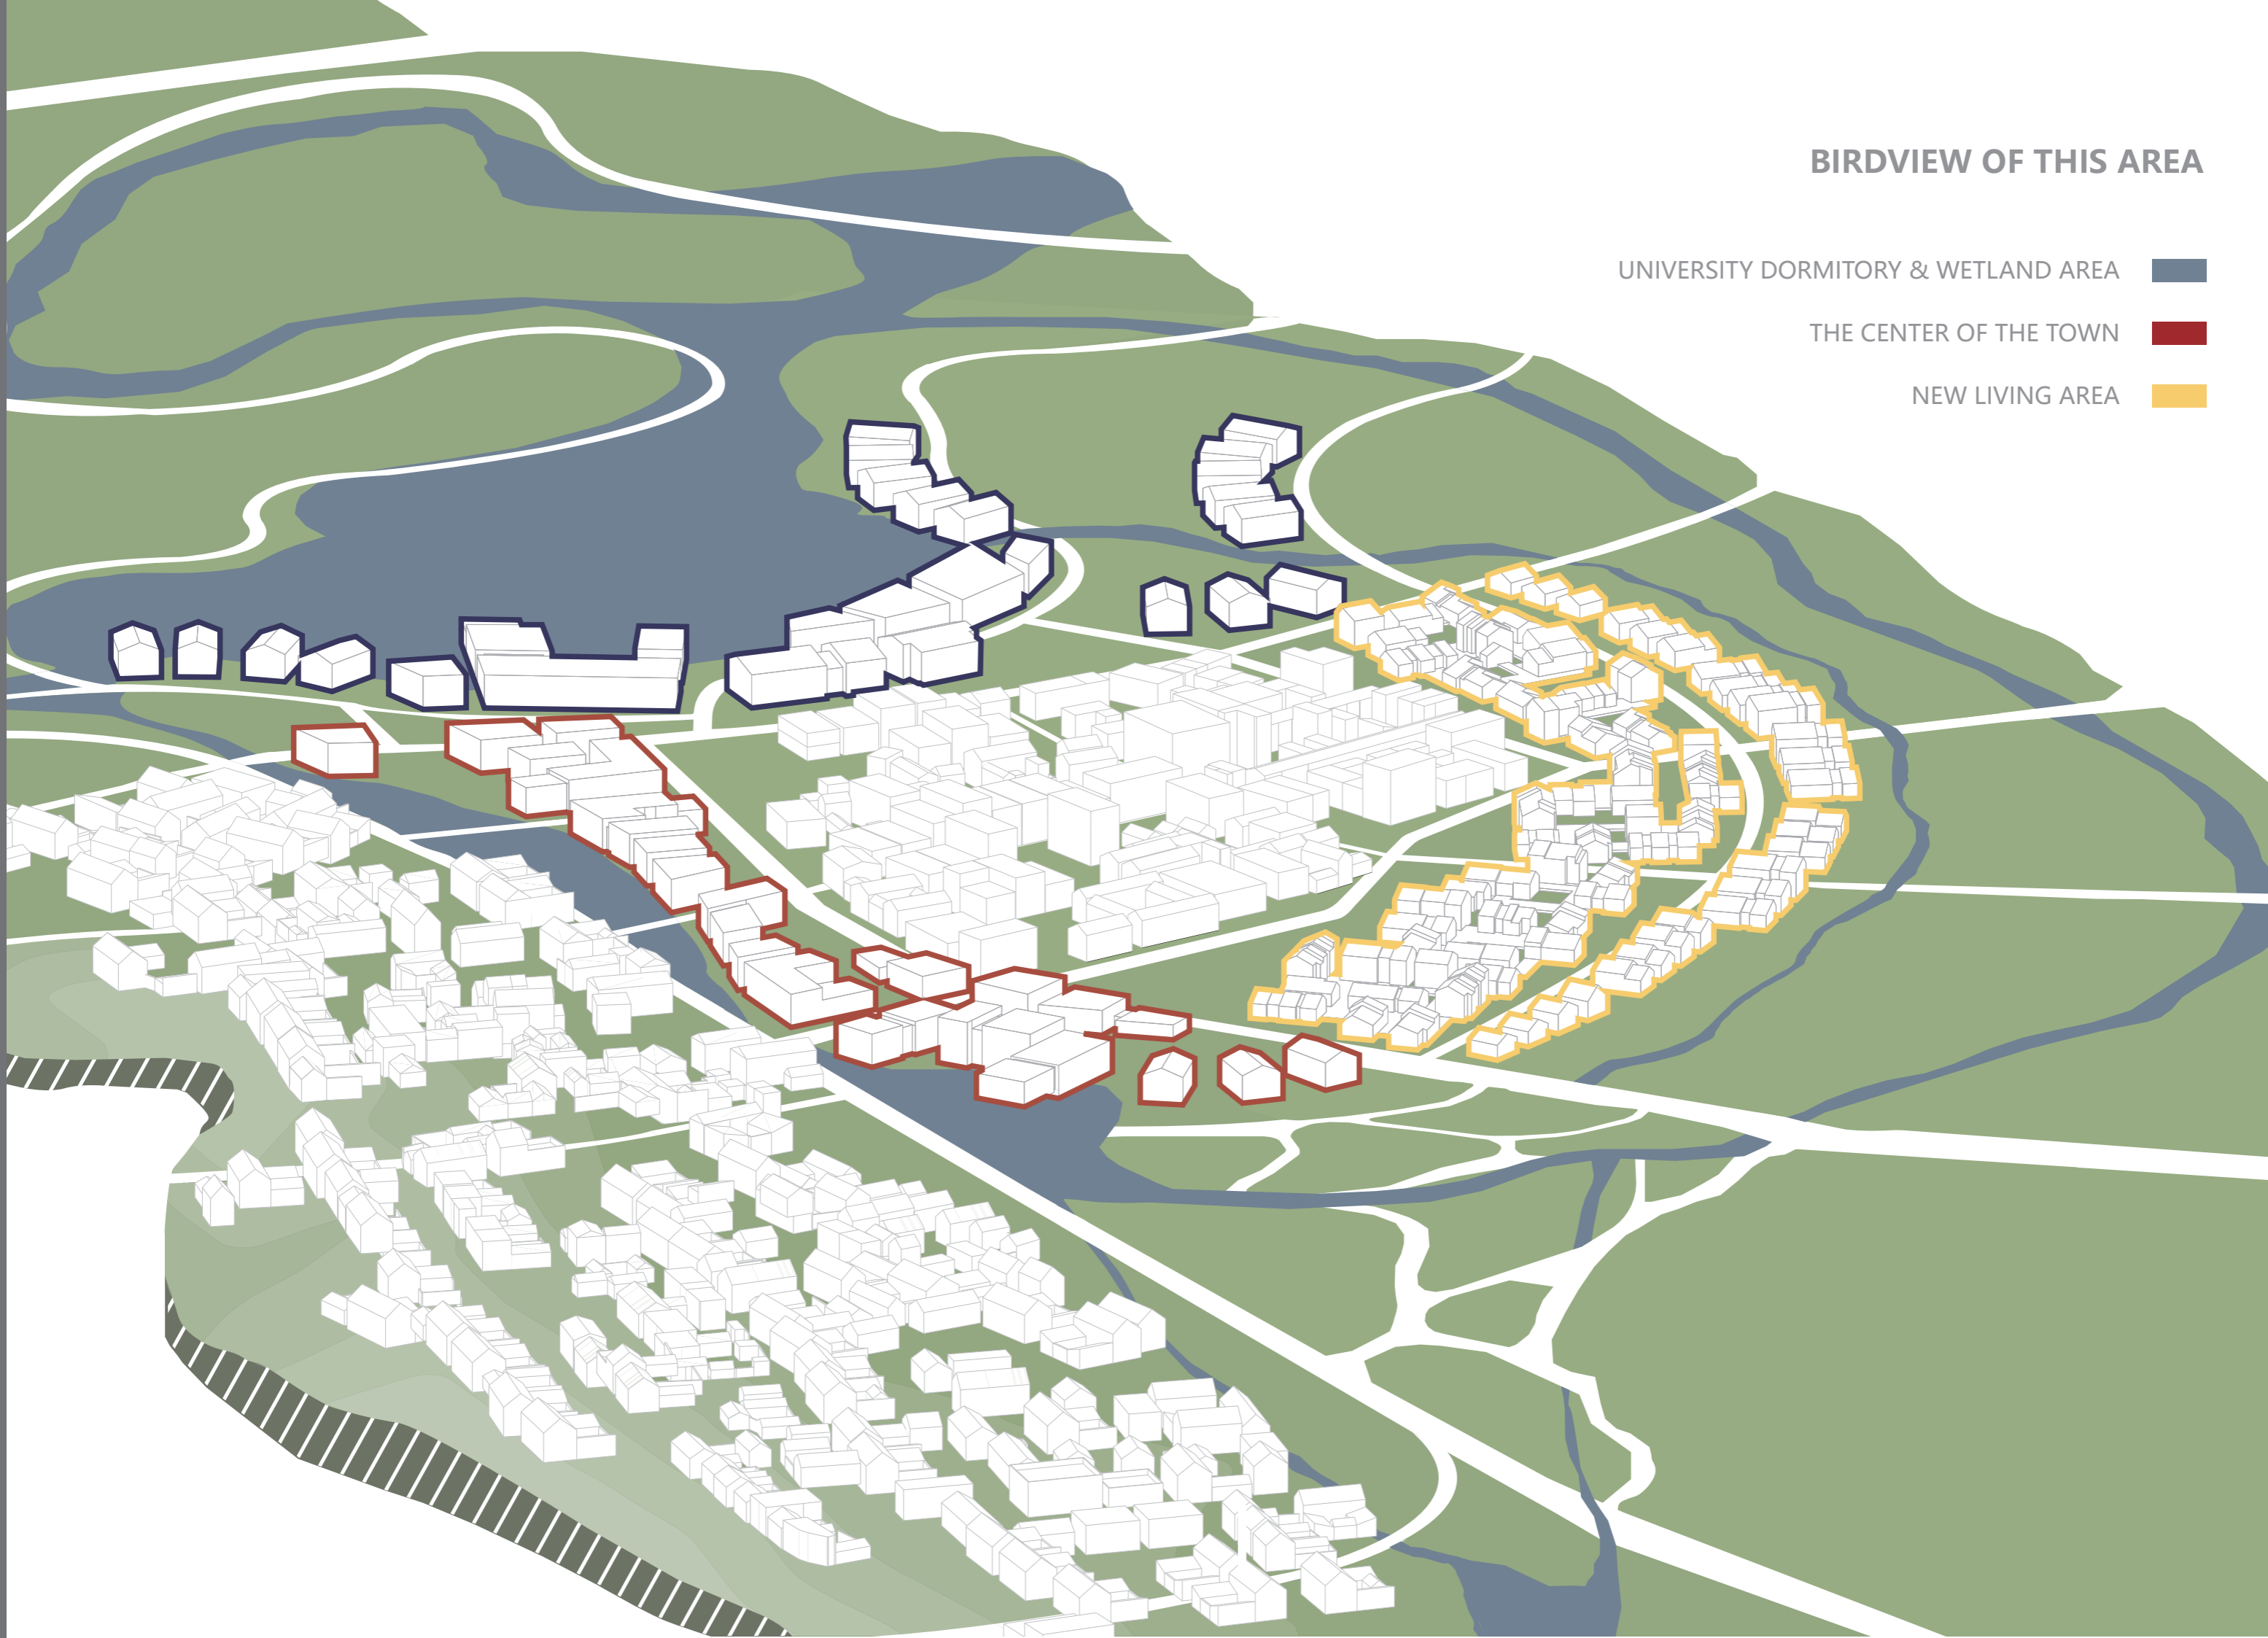 BIRDVIEW OF THIS AREA
UNIVERSITY DORMITORY & WETLAND AREA
THE CENTER OF THE TOWN
NEW LIVING AREA